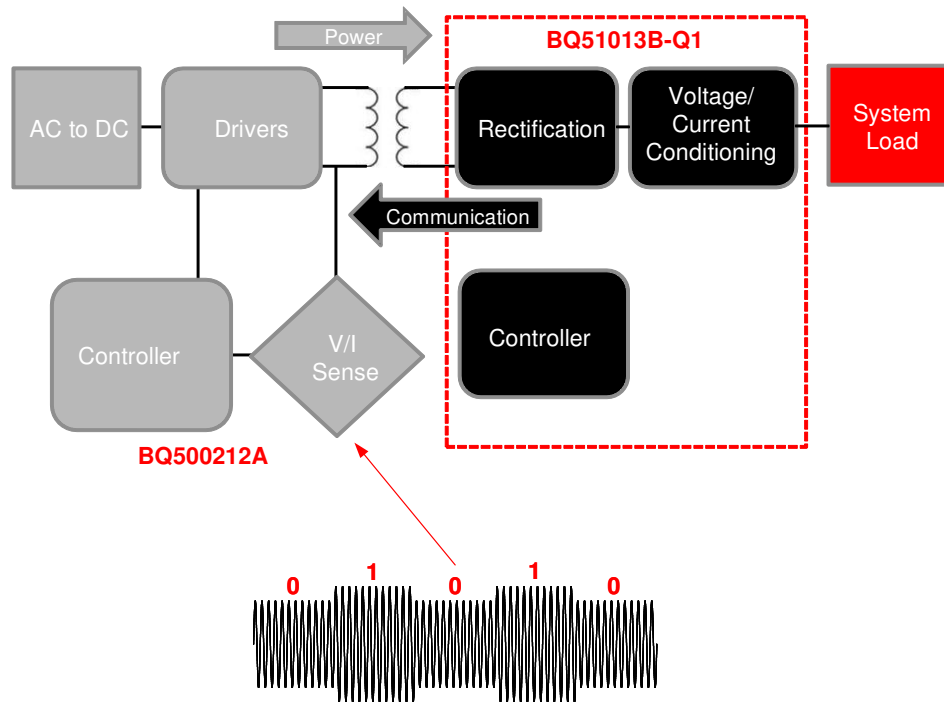 Power
BQ51013B-Q1
AC to DC
Drivers
Rectification
Voltage/
Current
Conditioning
System
Load
Communication
Controller
V/I
Sense
Controller
BQ500212A
0
1
0
1
0